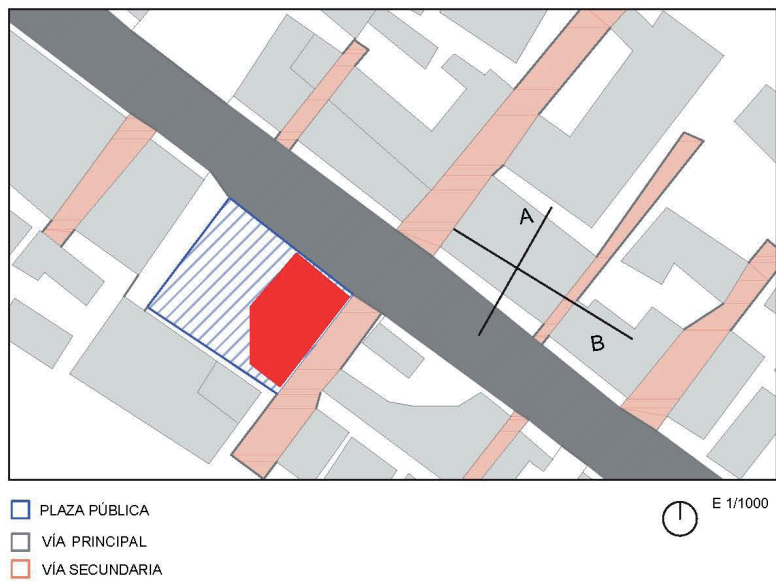 A
B
PLAZA PÚBLICA
VÍA PRINCIPAL
VÍA SECUNDARIA
E 1/1000